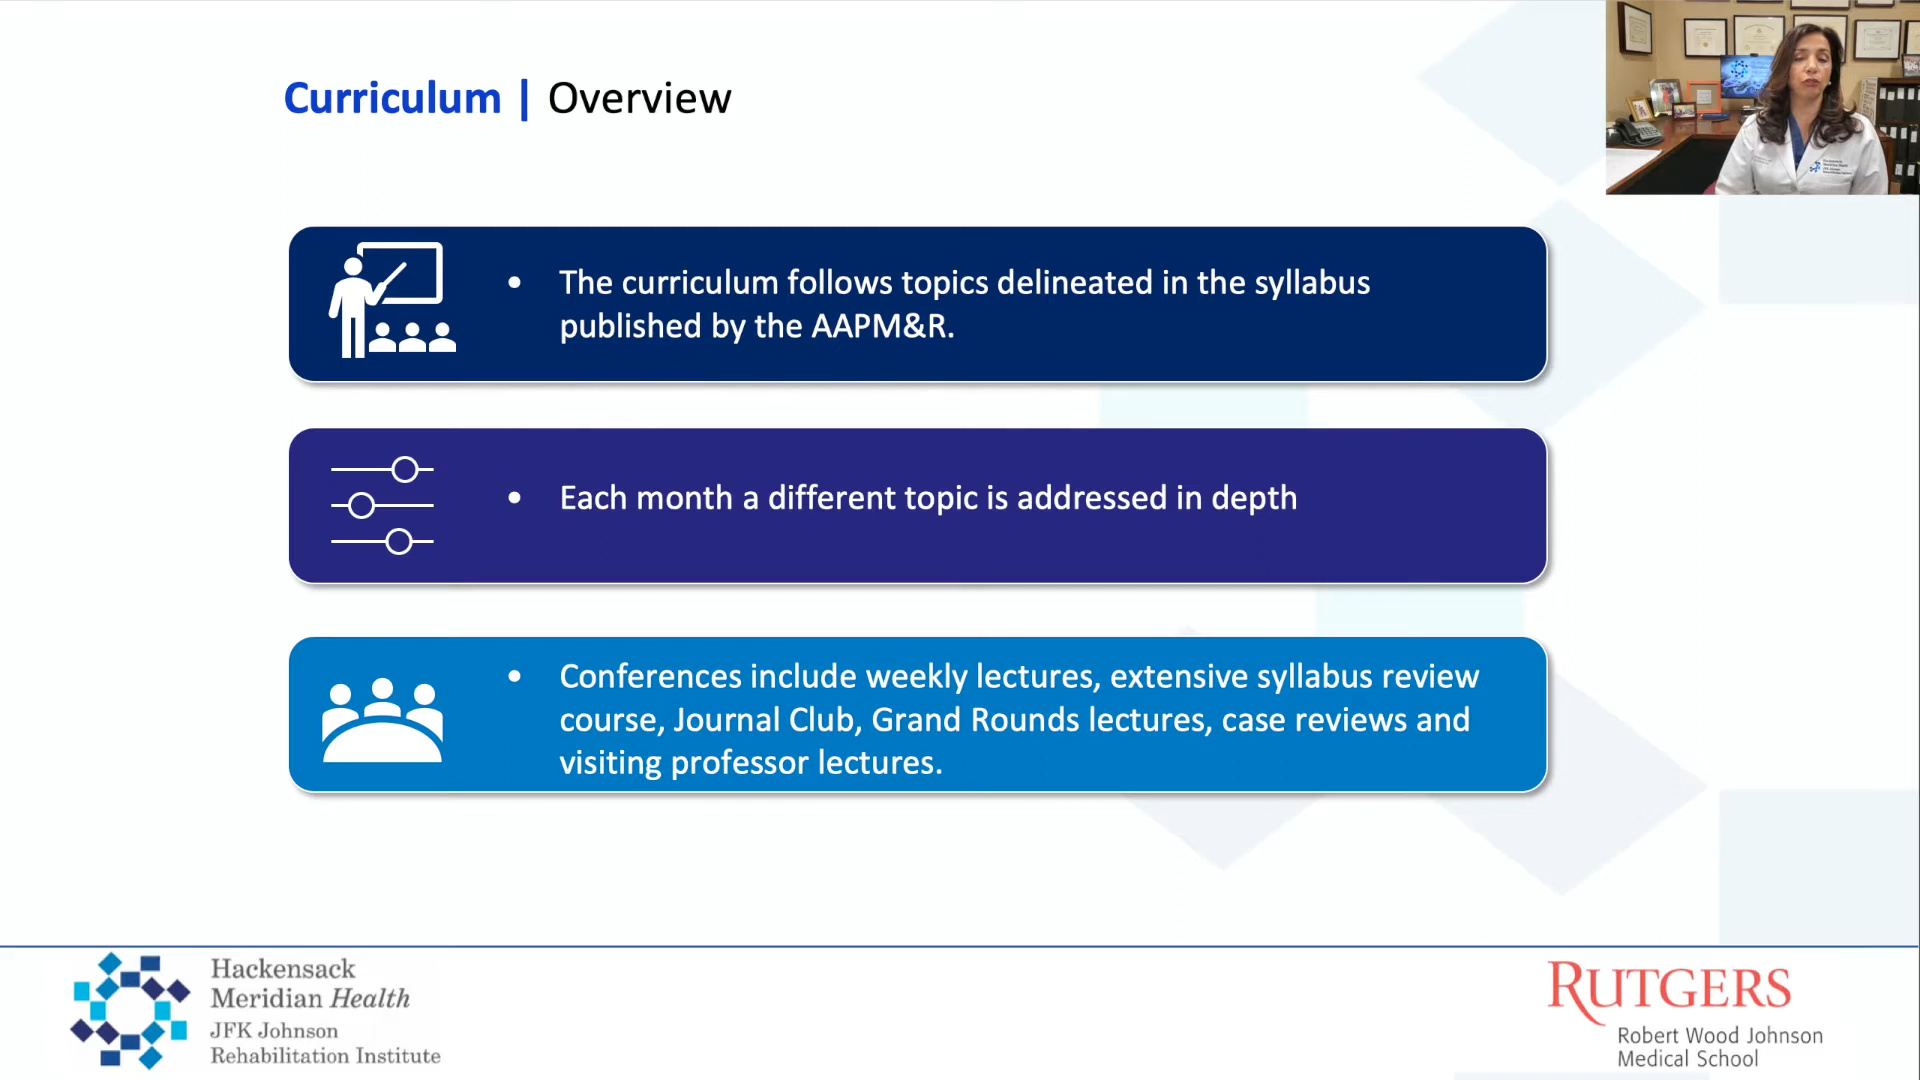 Curriculum | Overview
• The curriculum follows topics delineated in the syllabus
published by the AAPM&R.
• Each month a different topic is addressed in depth
• Conferences include weekly lectures, extensive syllabus review
course, Journal Club, Grand Rounds lectures, case reviews and
visiting professor lectures.
Hackensack
Meridian Health
JFK Johnson
Rehabilitation Institute
RUTGERS
Robert Wood Johnson
Medical School